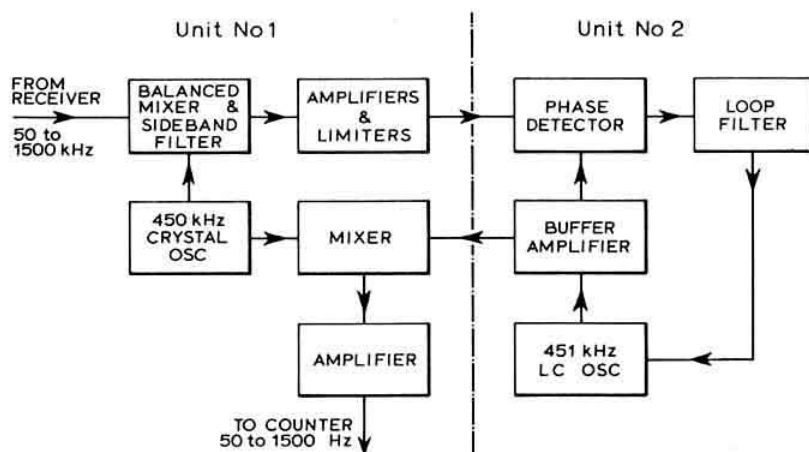 Unit No 1
Unit No 2
FROM
RECEIVER
50 to
1500 kHz
BALANCED
MIXER &
SIDEBAND
FILTER
AMPLIFIERS
&
LIMITERS
PHASE
DETECTOR
LOOP
FILTER
450 kHz
CRYSTAL
OSC
MIXER
BUFFER
AMPLIFIER
AMPLIFIER
451 kHz
LC OSC
TO COUNTER
50 to 1500 Hz